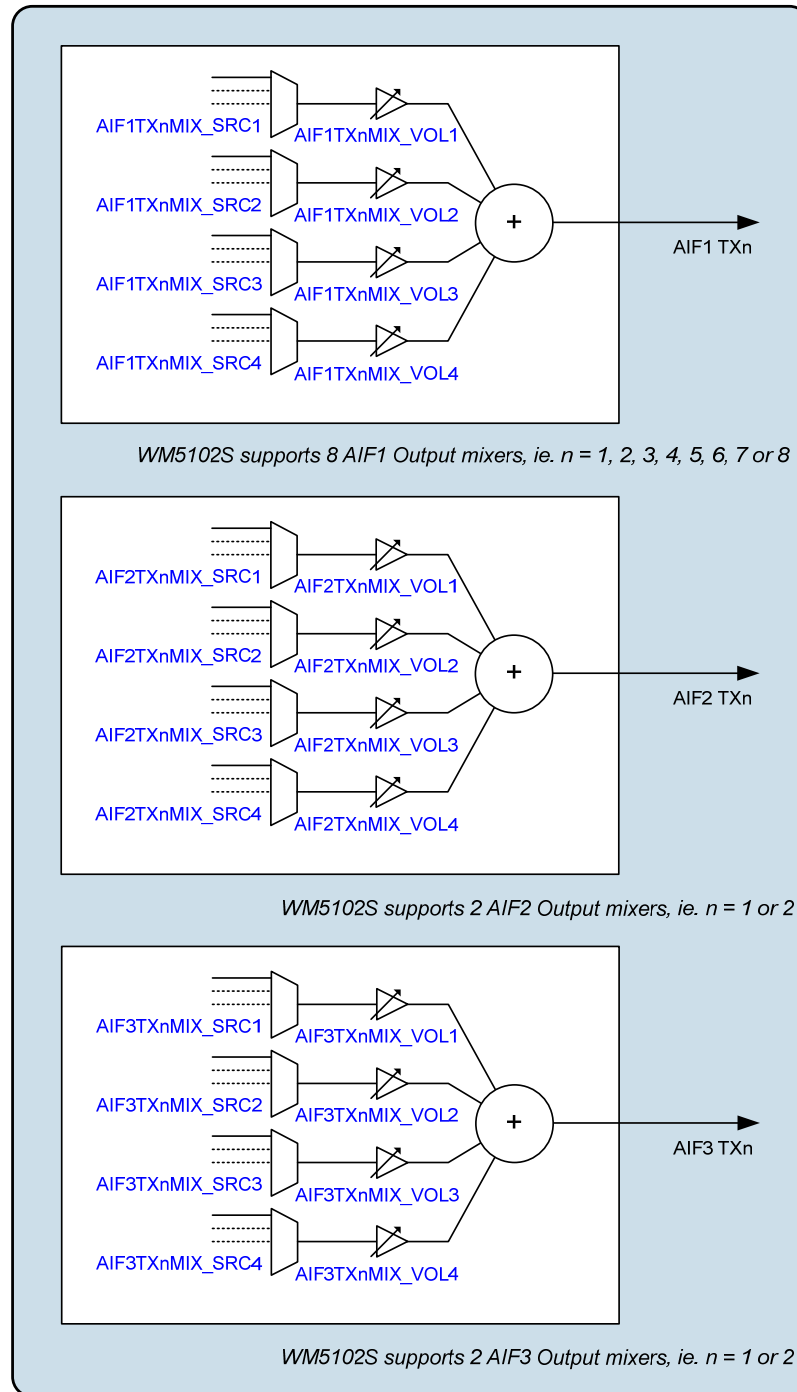 AIF1TXnMIX_SRC1
AIF1TXnMIX_VOL1
AIF1TXnMIX_SRC2
AIF1TXnMIX_VOL2
+
AIF1 TXn
AIF1TXnMIX_SRC3
AIF1TXnMIX_VOL3
AIF1TXnMIX_SRC4
AIF1TXnMIX_VOL4
WM5102S supports 8 AIF1 Output mixers, ie. n = 1, 2, 3, 4, 5, 6, 7 or 8
AIF2TXnMIX_SRC1
AIF2TXnMIX_VOL1
AIF2TXnMIX_SRC2
AIF2TXnMIX_VOL2
+
AIF2 TXn
AIF2TXnMIX_SRC3
AIF2TXnMIX_VOL3
AIF2TXnMIX_SRC4
AIF2TXnMIX_VOL4
WM5102S supports 2 AIF2 Output mixers, ie. n = 1 or 2
AIF3TXnMIX_SRC1
AIF3TXnMIX_VOL1
AIF3TXnMIX_SRC2
AIF3TXnMIX_VOL2
+
AIF3 TXn
AIF3TXnMIX_SRC3
AIF3TXnMIX_VOL3
AIF3TXnMIX_SRC4
AIF3TXnMIX_VOL4
WM5102S supports 2 AIF3 Output mixers, ie. n = 1 or 2